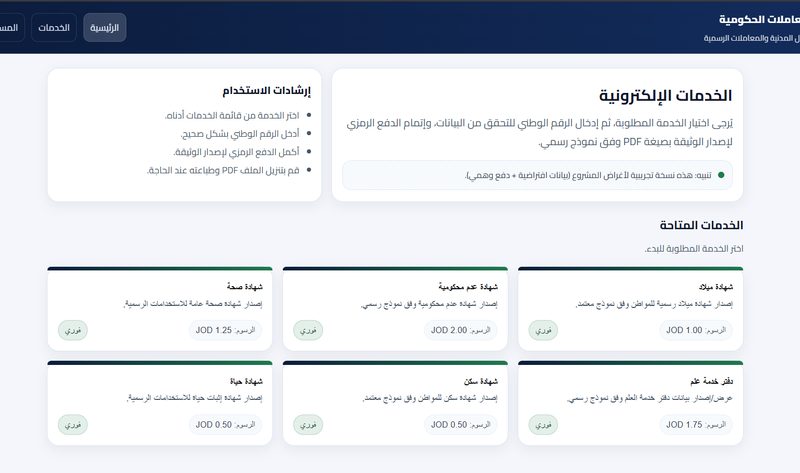 عاملات الحكومية
ل المدنية والمعاملات الرسمية
الرئيسية
الخدمات
المس
الخدمات الإلكترونية
يُرجى اختيار الخدمة المطلوبة، ثم إدخال الرقم الوطني للتحقق من البيانات، وإتمام الدفع الرمزي
لإصدار الوثيقة بصيغة PDF وفق نموذج رسمي.
تنبيه: هذه نسخة تجريبية لأغراض المشروع (بيانات افتراضية + دفع وهمي).
إرشادات الاستخدام
اختر الخدمة من قائمة الخدمات أدناه.
أدخل الرقم الوطني بشكل صحيح.
أكمل الدفع الرمزي لإصدار الوثيقة.
قم بتنزيل الملف PDF وطباعته عند الحاجة.
الخدمات المتاحة
اختر الخدمة المطلوبة للبدء.
شهادة ميلاد
إصدار شهادة ميلاد رسمية للمواطن وفق نموذج معتمد.
الرسوم: 1.00 JOD
فوري
شهادة عدم محكومية
إصدار شهادة عدم محكومية وفق نموذج رسمي.
الرسوم: 2.00 JOD
فوري
شهادة صحة
إصدار شهادة صحة عامة للاستخدامات الرسمية.
الرسوم: 1.25 JOD
فوري
دفتر خدمة علم
عرض/إصدار بيانات دفتر خدمة العلم وفق نموذج رسمي.
الرسوم: 1.75 JOD
فوري
شهادة سكن
إصدار شهادة سكن للمواطن وفق نموذج معتمد.
الرسوم: 0.50 JOD
فوري
شهادة حياة
إصدار شهادة إثبات حياة للاستخدامات الرسمية.
الرسوم: 0.50 JOD
فوري